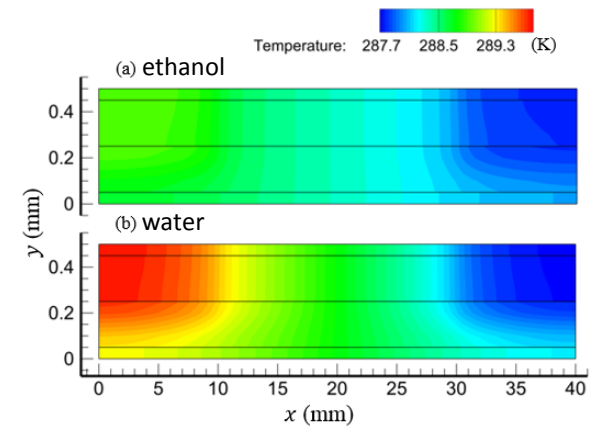 Temperature: 287.7 288.5 289.3 (K)
(a) ethanol
0.4
0.2
0
(b) water
y (mm)
0.4
0.2
0
0 5 10 15 20 25 30 35 40
x (mm)